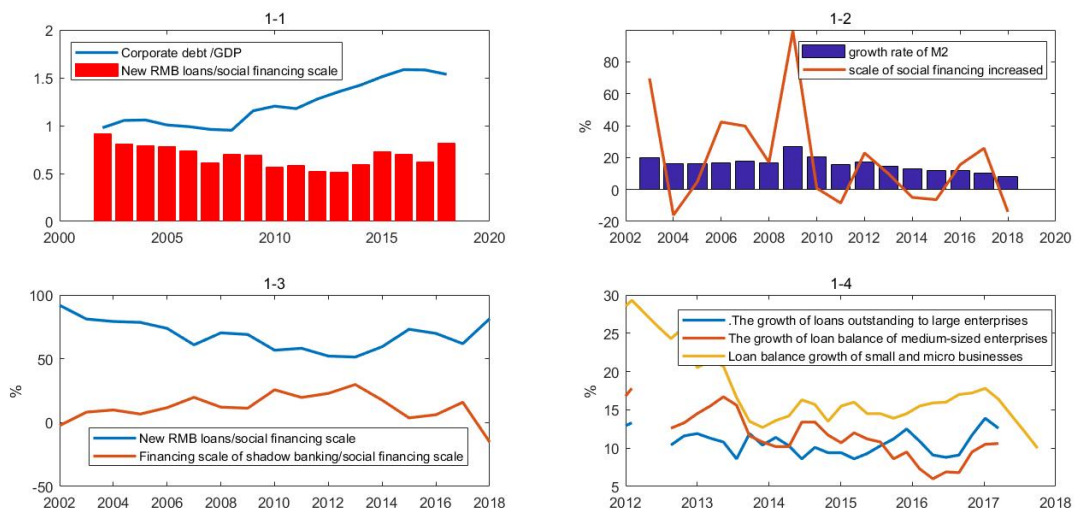 1-1
2
1.5
1
0.5
0
Corporate debt /GDP
New RMB loans/social financing scale
2000 2005 2010 2015 2020
1-2
80
60
40
20
0
-20
%
growth rate of M2
scale of social financing increased
2002 2004 2006 2008 2010 2012 2014 2016 2018 2020
1-3
100
50
0
-50
%
New RMB loans/social financing scale
Financing scale of shadow banking/social financing scale
2002 2004 2006 2008 2010 2012 2014 2016 2018
1-4
30
25
20
15
10
5
.The growth of loans outstanding to large enterprises
The growth of loan balance of medium-sized enterprises
Loan balance growth of small and micro businesses
2012 2013 2014 2015 2016 2017 2018